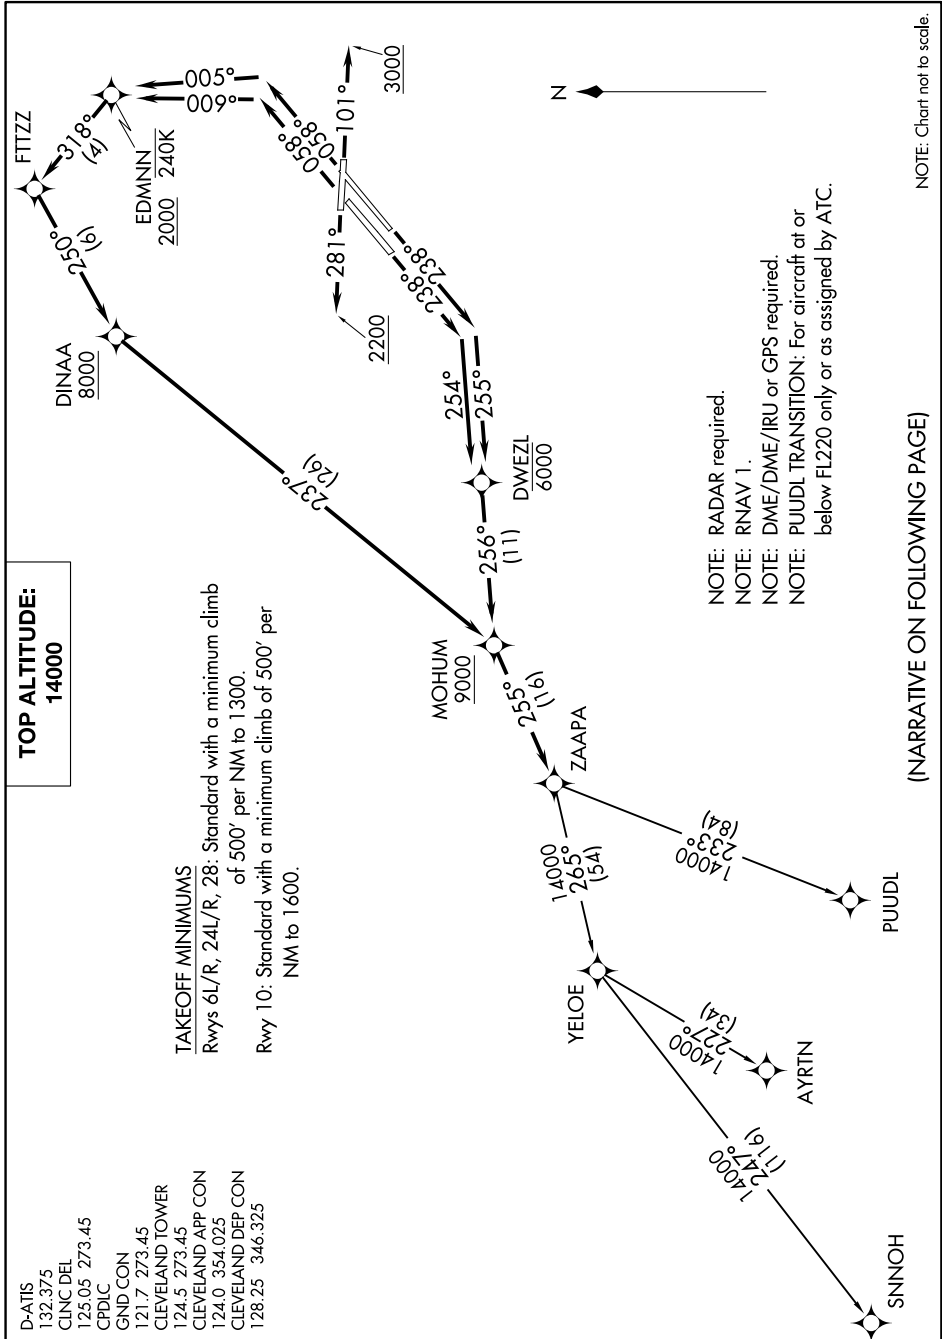 TOP ALTITUDE:
14000
D-ATIS
132.375
CLNC DEL
125.05 273.45
CPDLC
GND CON
121.7 273.45
CLEVELAND TOWER
124.5 273.45
CLEVELAND APP CON
124.0 354.025
CLEVELAND DEP CON
128.25 346.325
TAKEOFF MINIMUMS
Rwys 6L/R, 24L/R, 28: Standard with a minimum climb
of 500' per NM to 1300.
Rwy 10: Standard with a minimum climb of 500' per
NM to 1600.
FTTZZ
318°
(4)
EDMNN
2000 240K
005°
009°
250°
(6)
DINAA
8000
237°
(26)
058°
058°
101°
3000
281°
2200
238°
238°
254°
255°
DWEZL
6000
256°
(11)
MOHUM
9000
255°
(16)
ZAAPA
14000
265°
(54)
14000
233°
(84)
PUUDL
YELOE
14000
227°
(34)
AYRTN
14000
247°
(116)
SNNOH
N
NOTE: RADAR required.
NOTE: RNAV 1.
NOTE: DME/DME/IRU or GPS required.
NOTE: PUUDL TRANSITION: For aircraft at or
below FL220 only or as assigned by ATC.
(NARRATIVE ON FOLLOWING PAGE)
NOTE: Chart not to scale.